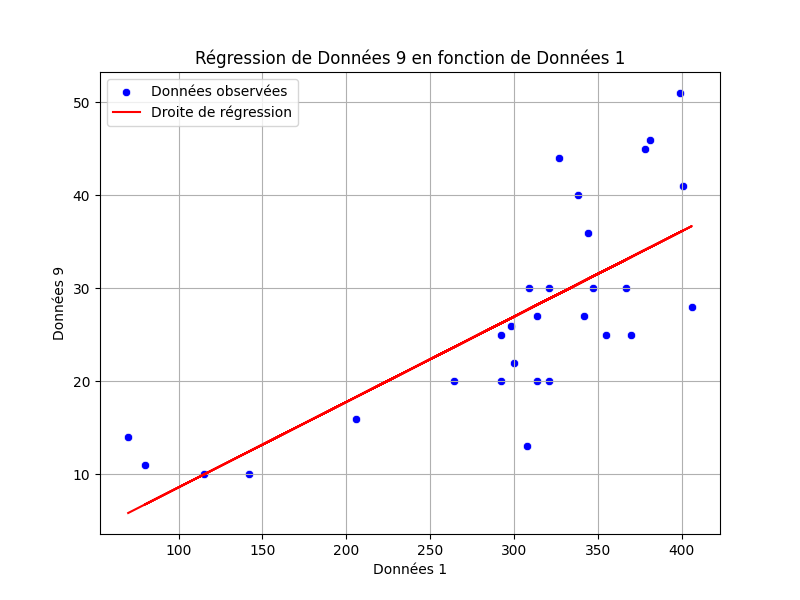 Régression de Données 9 en fonction de Données 1
Données observées
Droite de régression
50
40
30
20
10
Données 9
100 150 200 250 300 350 400
Données 1